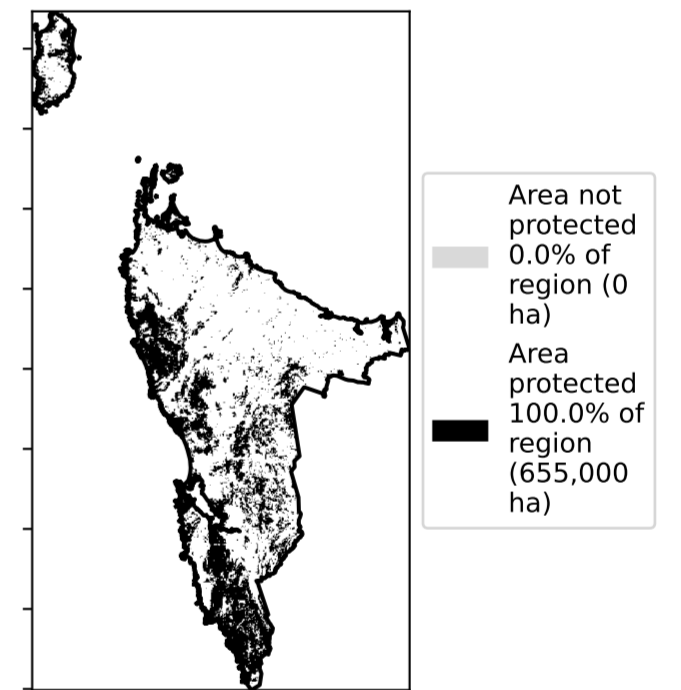 Area not
protected
0.0% of
region (0
ha)
Area
protected
100.0% of
region
(655,000
ha)